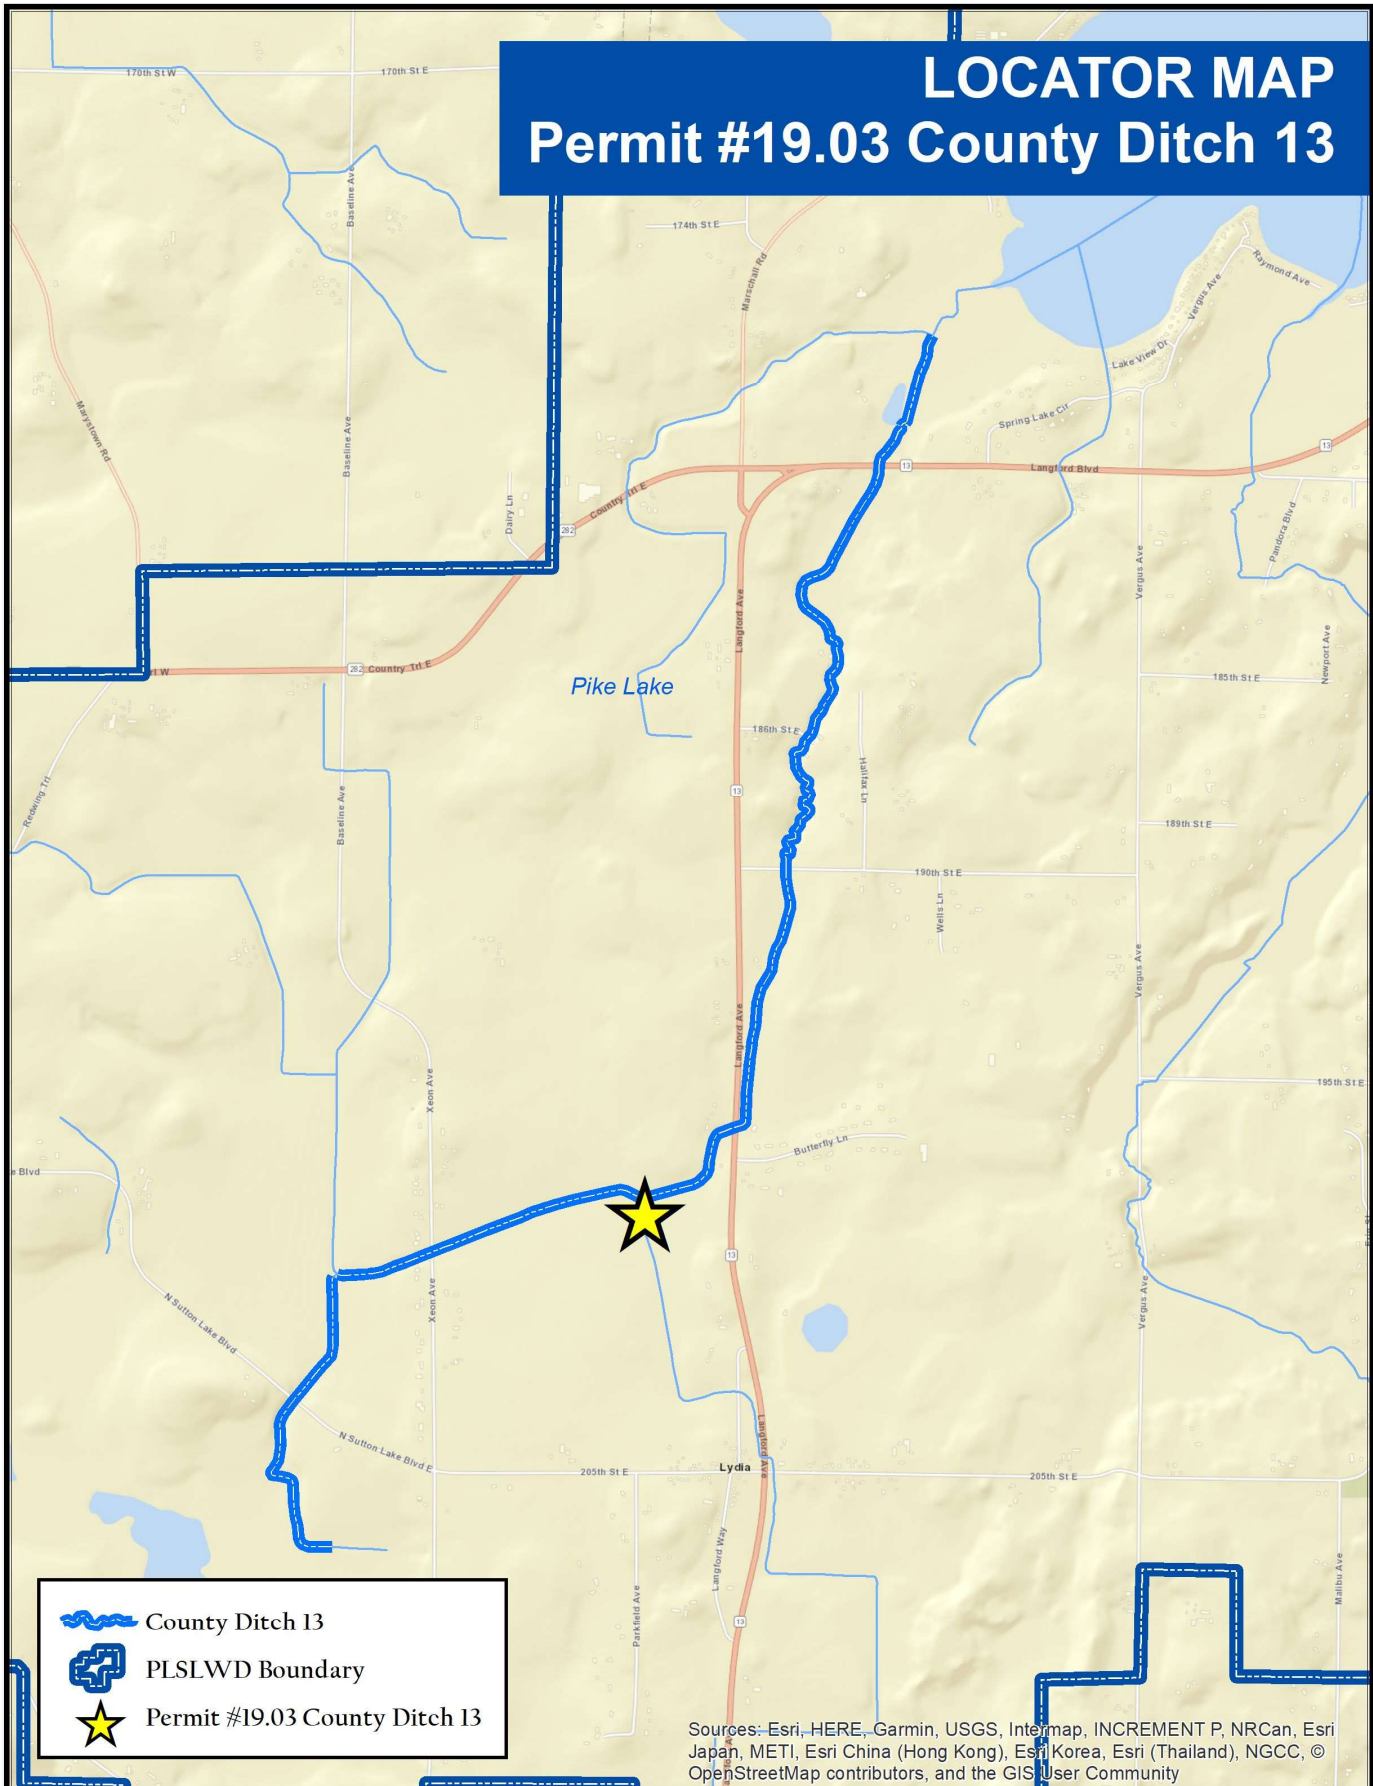 LOCATOR MAP
Permit #19.03 County Ditch 13
170th St W
170th St E
Baseline Ave
174th St E
Marschall Rd
Raymond Ave
Vergus Ave
Lake View Dr
Spring Lake Cir
Marystown Rd
Baseline Ave
13
13
Langford Blvd
Country Trl E
Dairy Ln
282
Pandora Blvd
Vergus Ave
Langford Ave
Newport Ave
282
Country Trl E
rl W
Pike Lake
185th St E
186th St E
Redwing Trl
Baseline Ave
13
Halifax Ln
189th St E
190th St E
Wells Ln
Vergus Ave
Langford Ave
Xeon Ave
195th St E
Butterfly Ln
e Blvd
13
Xeon Ave
Vergus Ave
N Sutton Lake Blvd
N Sutton Lake Blvd E
Langford Ave
205th St E
Lydia
205th St E
Langford Way
Parkfield Ave
Malibu Ave
13
County Ditch 13
PLSLWD Boundary
Permit #19.03 County Ditch 13
Sources: Esri, HERE, Garmin, USGS, Intermap, INCREMENT P, NRCan, Esri
Japan, METI, Esri China (Hong Kong), Esri Korea, Esri (Thailand), NGCC, ©
OpenStreetMap contributors, and the GIS User Community